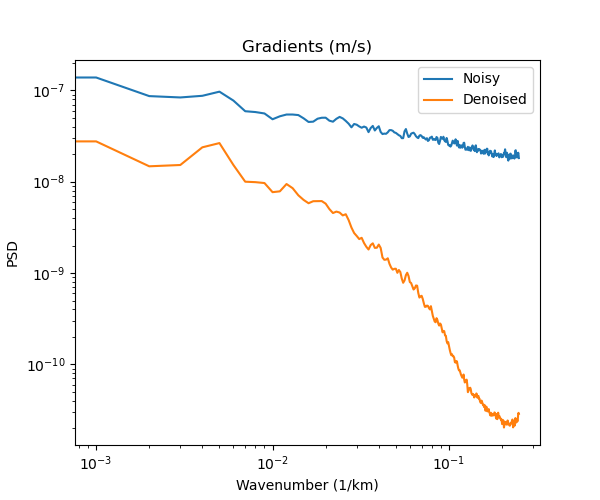 Gradients (m/s)
Noisy
Denoised
PSD
10⁻⁷
10⁻⁸
10⁻⁹
10⁻¹⁰
10⁻³
10⁻²
10⁻¹
Wavenumber (1/km)